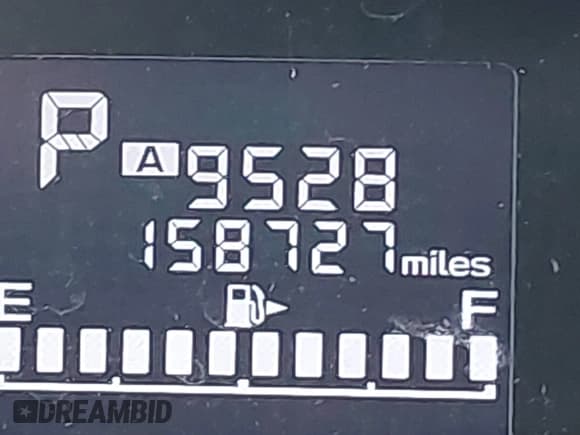 P
A 9528
158727 miles
E F
DREAMBID